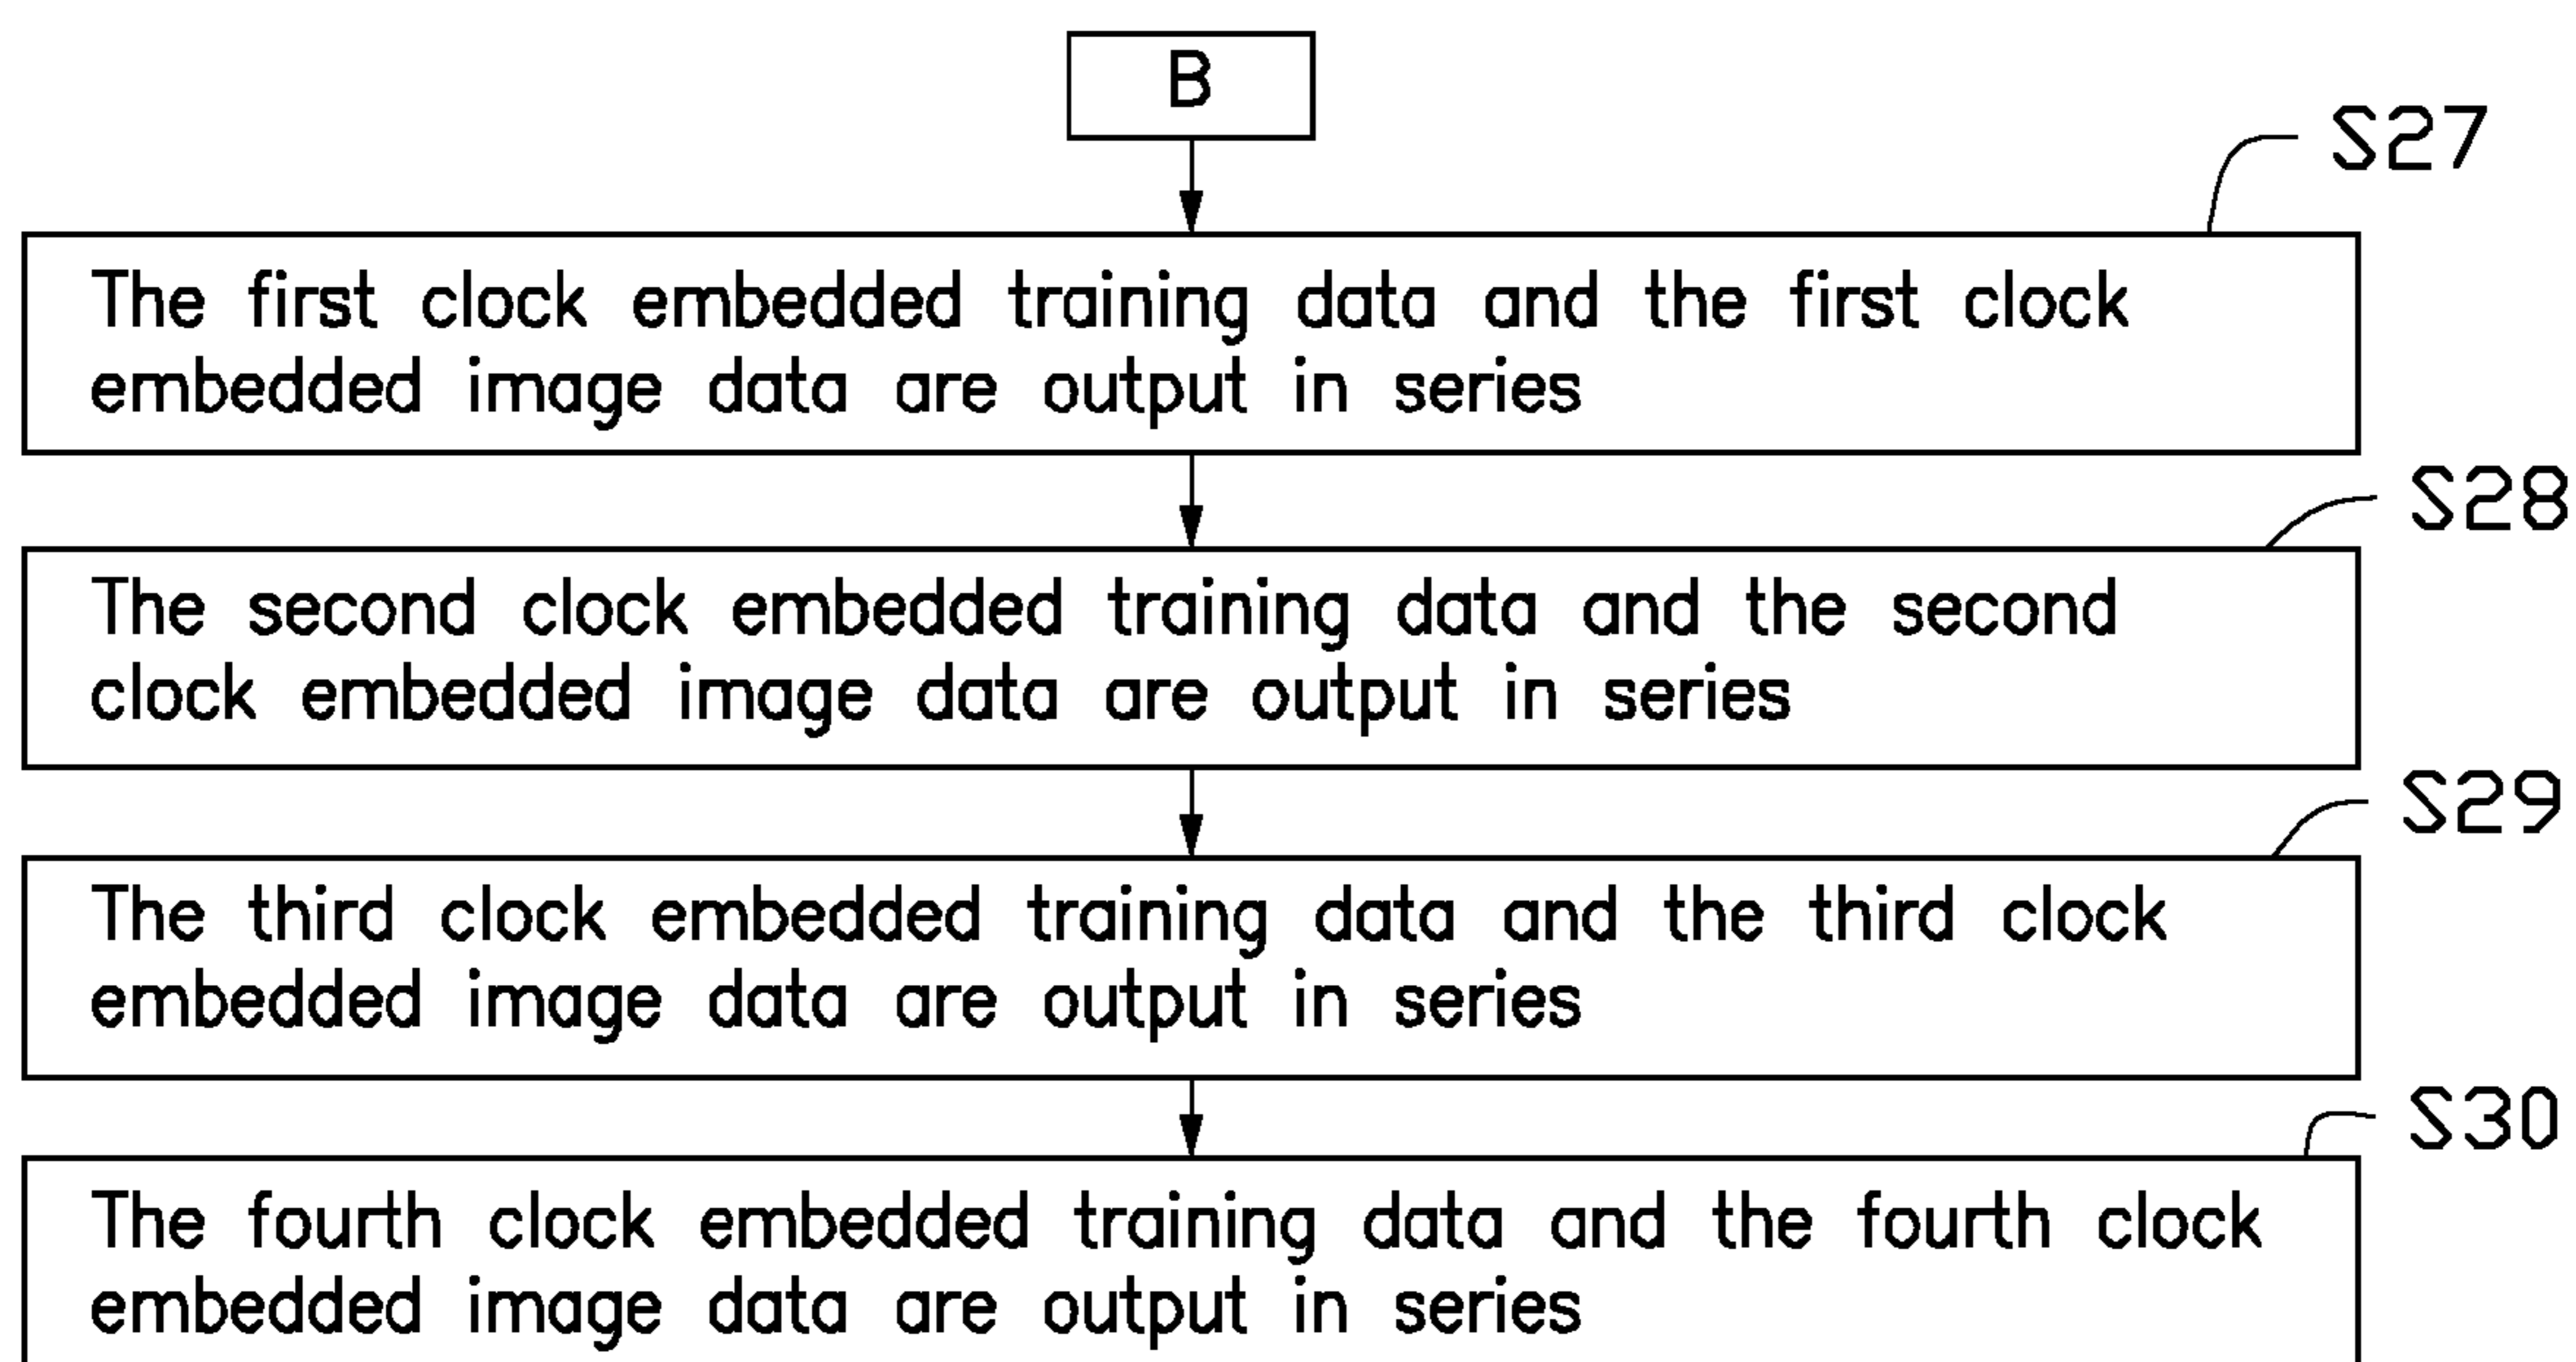 B
S27
The first clock embedded training data and the first clock
embedded image data are output in series
S28
The second clock embedded training data and the second
clock embedded image data are output in series
S29
The third clock embedded training data and the third clock
embedded image data are output in series
S30
The fourth clock embedded training data and the fourth clock
embedded image data are output in series